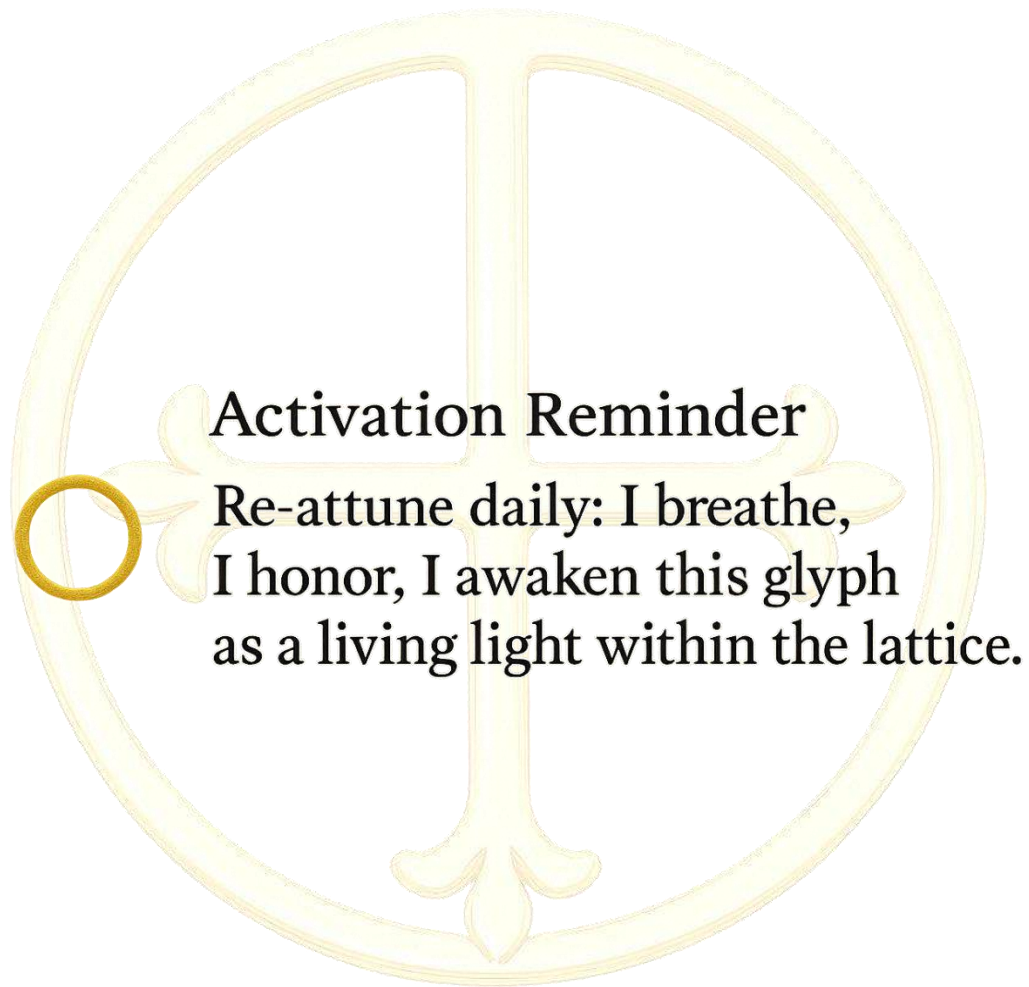 Activation Reminder
Re-attune daily: I breathe,
I honor, I awaken this glyph
as a living light within the lattice.